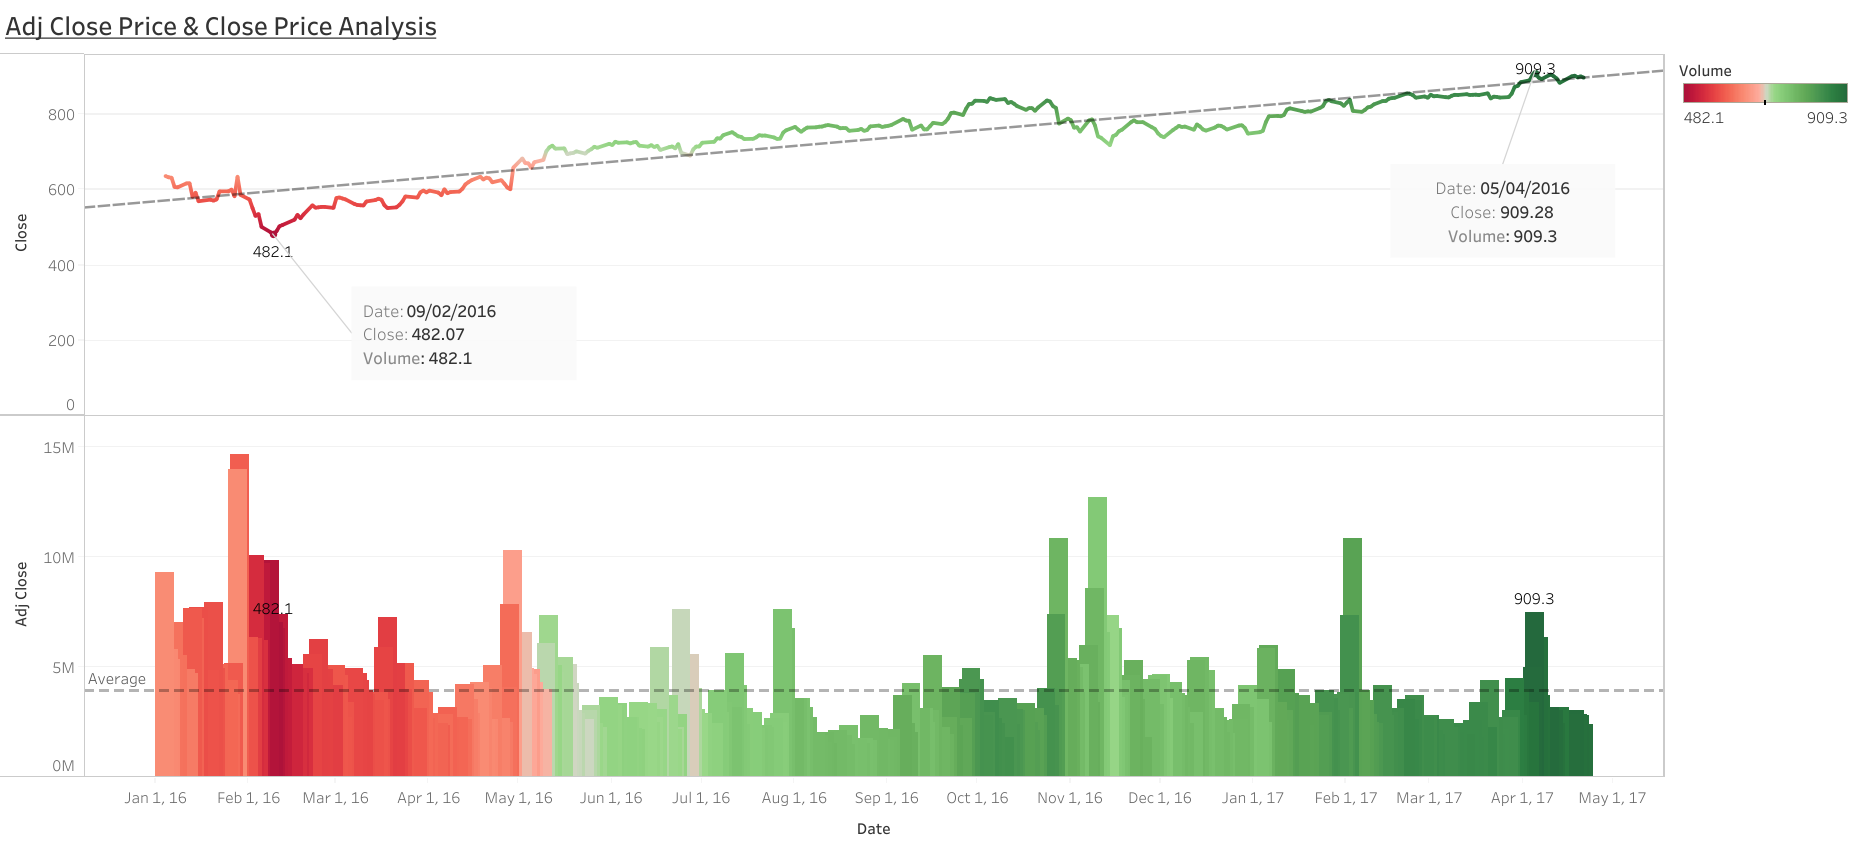 Adj Close Price & Close Price Analysis
Volume
482.1 909.3
Close
800
600
400
200
0
909.3
482.1
Date: 05/04/2016
Close: 909.28
Volume: 909.3
Date: 09/02/2016
Close: 482.07
Volume: 482.1
Adj Close
15M
10M
5M
0M
482.1
909.3
Average
Jan 1, 16 Feb 1, 16 Mar 1, 16 Apr 1, 16 May 1, 16 Jun 1, 16 Jul 1, 16 Aug 1, 16 Sep 1, 16 Oct 1, 16 Nov 1, 16 Dec 1, 16 Jan 1, 17 Feb 1, 17 Mar 1, 17 Apr 1, 17 May 1, 17
Date